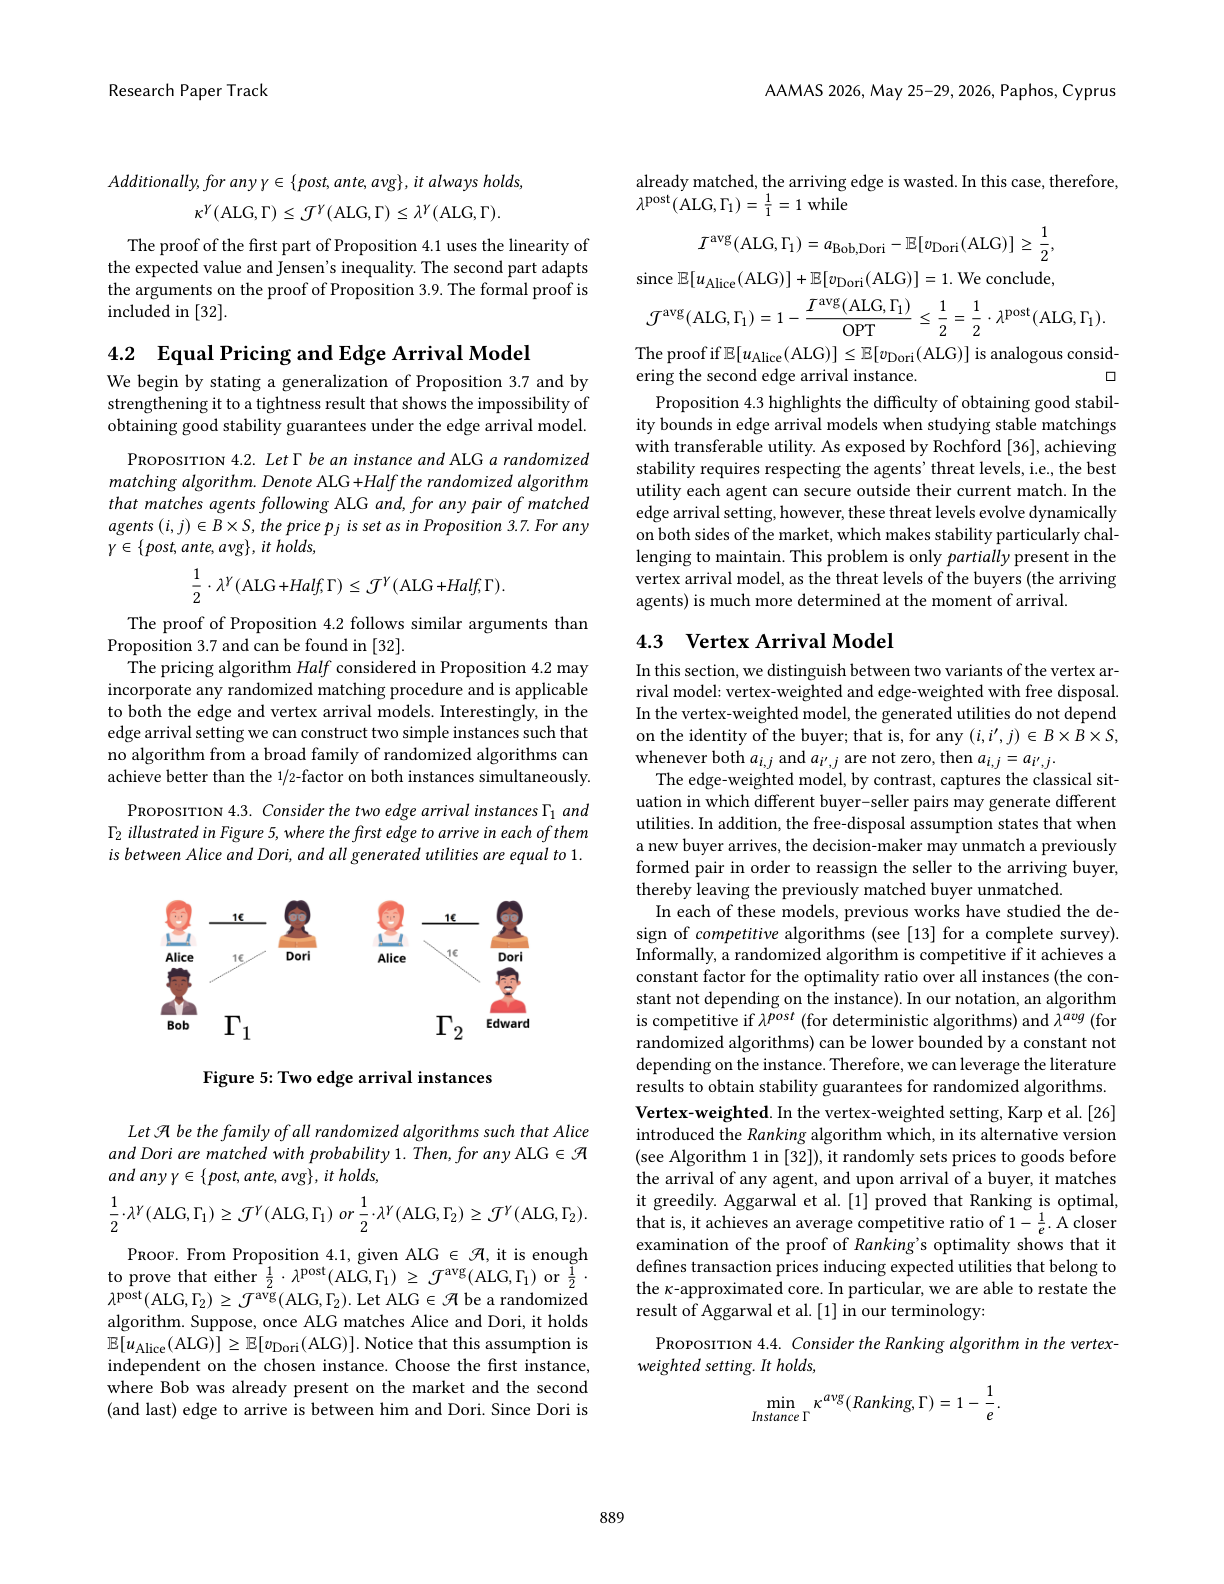 Research Paper Track
AAMAS 2026, May 25–29, 2026, Paphos, Cyprus
Additionally, for any γ ∈ {post, ante, avg}, it always holds,
κ^γ(ALG, Γ) ≤ 𝒥^γ(ALG, Γ) ≤ λ^γ(ALG, Γ).
The proof of the first part of Proposition 4.1 uses the linearity of
the expected value and Jensen's inequality. The second part adapts
the arguments on the proof of Proposition 3.9. The formal proof is
included in [32].
4.2 Equal Pricing and Edge Arrival Model
We begin by stating a generalization of Proposition 3.7 and by
strengthening it to a tightness result that shows the impossibility of
obtaining good stability guarantees under the edge arrival model.
Proposition 4.2. Let Γ be an instance and ALG a randomized
matching algorithm. Denote ALG+Half the randomized algorithm
that matches agents following ALG and, for any pair of matched
agents (i, j) ∈ B × S, the price p_j is set as in Proposition 3.7. For any
γ ∈ {post, ante, avg}, it holds,
1/2 · λ^γ(ALG+Half, Γ) ≤ 𝒥^γ(ALG+Half, Γ).
The proof of Proposition 4.2 follows similar arguments than
Proposition 3.7 and can be found in [32].
The pricing algorithm Half considered in Proposition 4.2 may
incorporate any randomized matching procedure and is applicable
to both the edge and vertex arrival models. Interestingly, in the
edge arrival setting we can construct two simple instances such that
no algorithm from a broad family of randomized algorithms can
achieve better than the 1/2-factor on both instances simultaneously.
Proposition 4.3. Consider the two edge arrival instances Γ₁ and
Γ₂ illustrated in Figure 5, where the first edge to arrive in each of them
is between Alice and Dori, and all generated utilities are equal to 1.
1€
Alice
1€
Dori
Bob
Γ₁
1€
Alice
1€
Dori
Γ₂
Edward
Figure 5: Two edge arrival instances
Let 𝒜 be the family of all randomized algorithms such that Alice
and Dori are matched with probability 1. Then, for any ALG ∈ 𝒜
and any γ ∈ {post, ante, avg}, it holds,
1/2 · λ^γ(ALG, Γ₁) ≥ 𝒥^γ(ALG, Γ₁) or 1/2 · λ^γ(ALG, Γ₂) ≥ 𝒥^γ(ALG, Γ₂).
Proof. From Proposition 4.1, given ALG ∈ 𝒜, it is enough
to prove that either 1/2 · λ^post(ALG, Γ₁) ≥ 𝒥^avg(ALG, Γ₁) or 1/2 ·
λ^post(ALG, Γ₂) ≥ 𝒥^avg(ALG, Γ₂). Let ALG ∈ 𝒜 be a randomized
algorithm. Suppose, once ALG matches Alice and Dori, it holds
𝔼[u_Alice(ALG)] ≥ 𝔼[v_Dori(ALG)]. Notice that this assumption is
independent on the chosen instance. Choose the first instance,
where Bob was already present on the market and the second
(and last) edge to arrive is between him and Dori. Since Dori is
already matched, the arriving edge is wasted. In this case, therefore,
λ^post(ALG, Γ₁) = 1/1 = 1 while
ℐ^avg(ALG, Γ₁) = a_Bob,Dori − 𝔼[v_Dori(ALG)] ≥ 1/2,
since 𝔼[u_Alice(ALG)] + 𝔼[v_Dori(ALG)] = 1. We conclude,
𝒥^avg(ALG, Γ₁) = 1 − ℐ^avg(ALG, Γ₁)/OPT ≤ 1/2 = 1/2 · λ^post(ALG, Γ₁).
The proof if 𝔼[u_Alice(ALG)] ≤ 𝔼[v_Dori(ALG)] is analogous consid-
ering the second edge arrival instance. □
Proposition 4.3 highlights the difficulty of obtaining good stabil-
ity bounds in edge arrival models when studying stable matchings
with transferable utility. As exposed by Rochford [36], achieving
stability requires respecting the agents' threat levels, i.e., the best
utility each agent can secure outside their current match. In the
edge arrival setting, however, these threat levels evolve dynamically
on both sides of the market, which makes stability particularly chal-
lenging to maintain. This problem is only partially present in the
vertex arrival model, as the threat levels of the buyers (the arriving
agents) is much more determined at the moment of arrival.
4.3 Vertex Arrival Model
In this section, we distinguish between two variants of the vertex ar-
rival model: vertex-weighted and edge-weighted with free disposal.
In the vertex-weighted model, the generated utilities do not depend
on the identity of the buyer; that is, for any (i, i′, j) ∈ B × B × S,
whenever both a_i,j and a_i′,j are not zero, then a_i,j = a_i′,j.
The edge-weighted model, by contrast, captures the classical sit-
uation in which different buyer–seller pairs may generate different
utilities. In addition, the free-disposal assumption states that when
a new buyer arrives, the decision-maker may unmatch a previously
formed pair in order to reassign the seller to the arriving buyer,
thereby leaving the previously matched buyer unmatched.
In each of these models, previous works have studied the de-
sign of competitive algorithms (see [13] for a complete survey).
Informally, a randomized algorithm is competitive if it achieves a
constant factor for the optimality ratio over all instances (the con-
stant not depending on the instance). In our notation, an algorithm
is competitive if λ^post (for deterministic algorithms) and λ^avg (for
randomized algorithms) can be lower bounded by a constant not
depending on the instance. Therefore, we can leverage the literature
results to obtain stability guarantees for randomized algorithms.
Vertex-weighted. In the vertex-weighted setting, Karp et al. [26]
introduced the Ranking algorithm which, in its alternative version
(see Algorithm 1 in [32]), it randomly sets prices to goods before
the arrival of any agent, and upon arrival of a buyer, it matches
it greedily. Aggarwal et al. [1] proved that Ranking is optimal,
that is, it achieves an average competitive ratio of 1 − 1/e. A closer
examination of the proof of Ranking's optimality shows that it
defines transaction prices inducing expected utilities that belong to
the κ-approximated core. In particular, we are able to restate the
result of Aggarwal et al. [1] in our terminology:
Proposition 4.4. Consider the Ranking algorithm in the vertex-
weighted setting. It holds,
min Instance Γ κ^avg(Ranking, Γ) = 1 − 1/e.
889